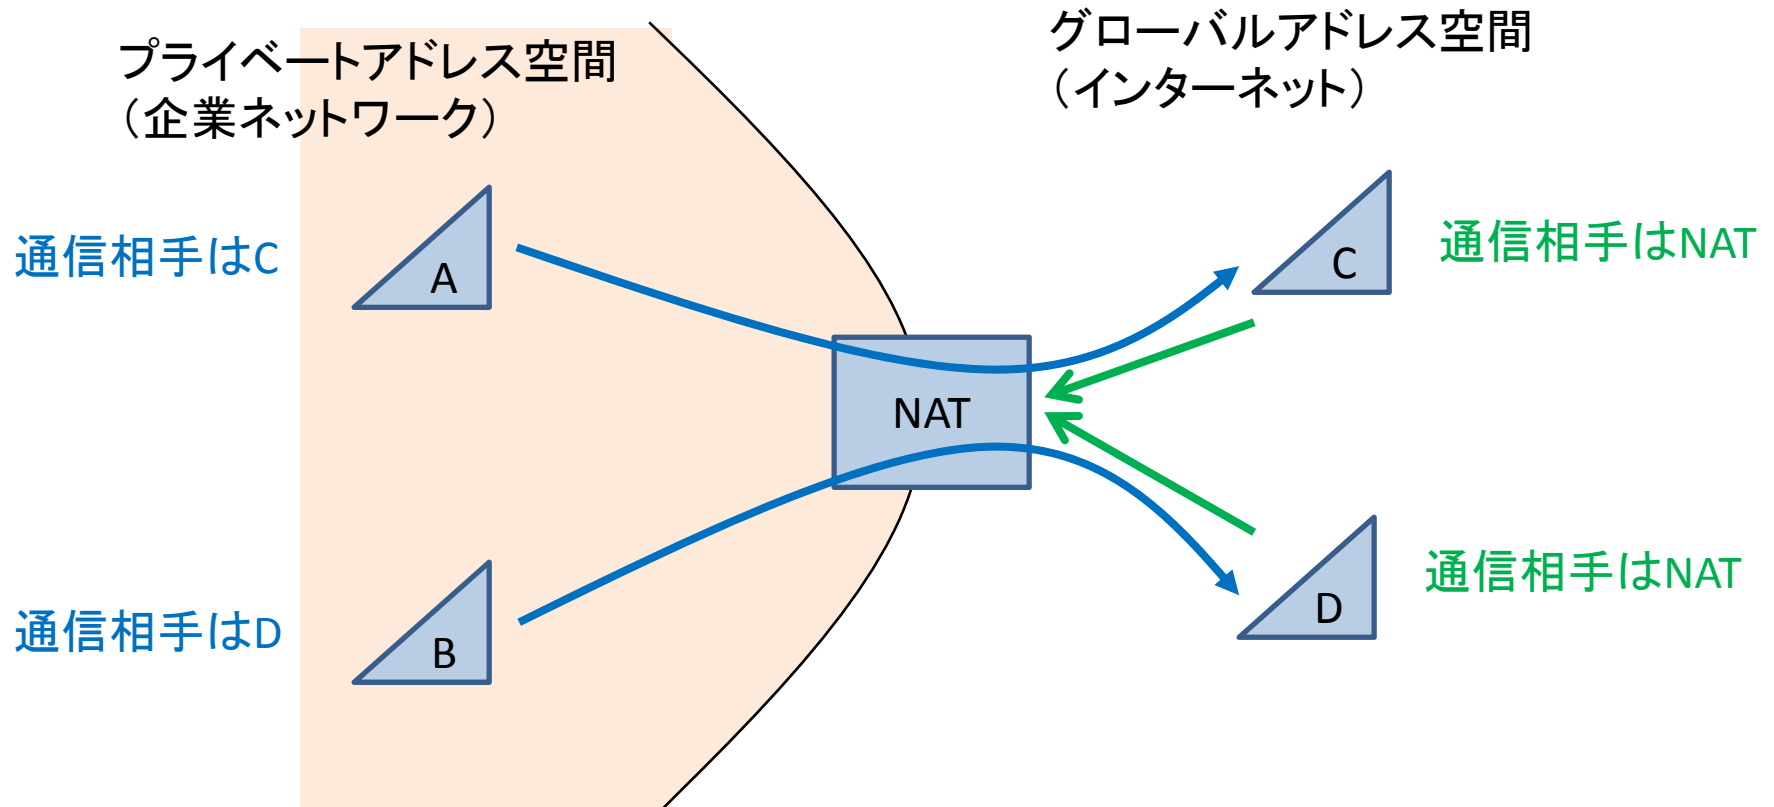 プライベートアドレス空間
（企業ネットワーク）
グローバルアドレス空間
（インターネット）
通信相手はC
A
C
通信相手はNAT
NAT
通信相手はD
B
D
通信相手はNAT